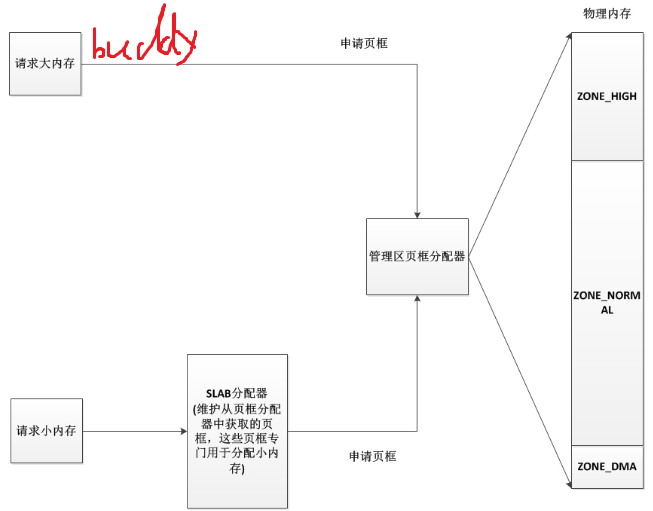 物理内存
buddy
请求大内存
申请页框
ZONE_HIGH
管理区页框分配器
ZONE_NORM
AL
SLAB分配器
(维护从页框分配
器中获取的页
框，这些页框专
门用于分配小内
存)
请求小内存
申请页框
ZONE_DMA